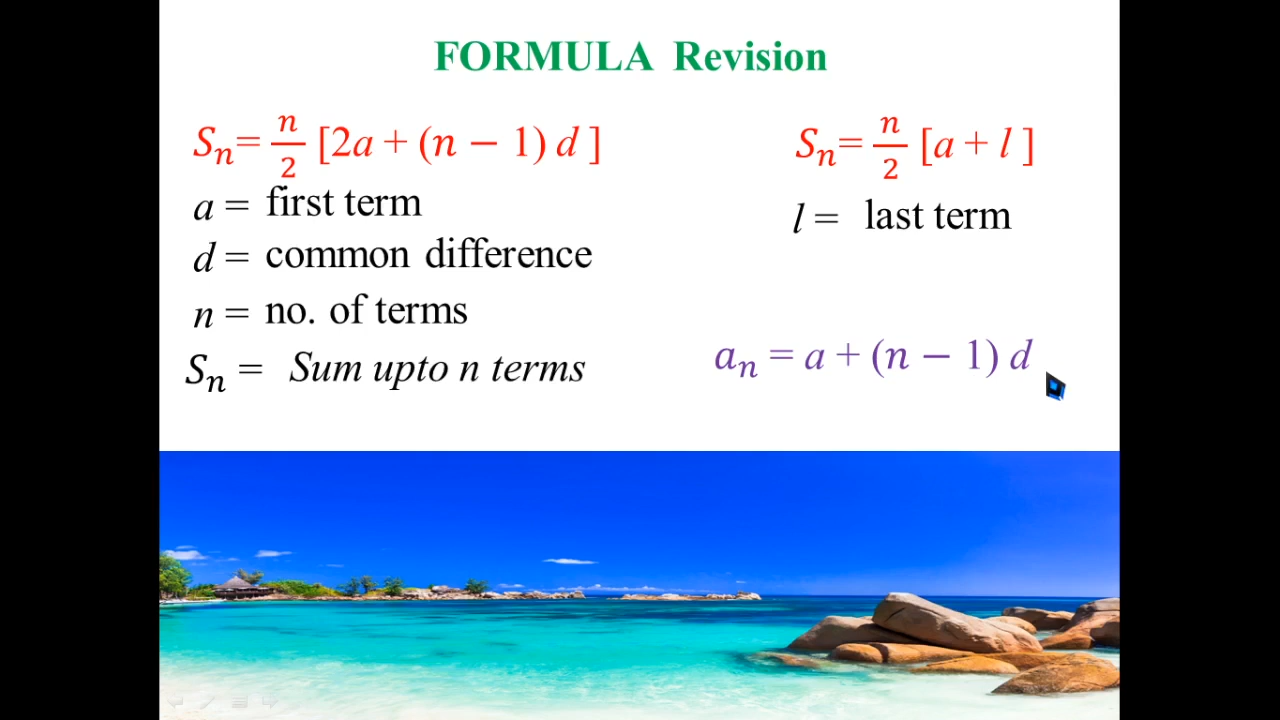 FORMULA Revision
Sₙ= n/2 [2a + (n − 1) d ]
a = first term
d = common difference
n = no. of terms
Sₙ = Sum upto n terms
Sₙ= n/2 [a + l ]
l = last term
aₙ = a + (n − 1) d